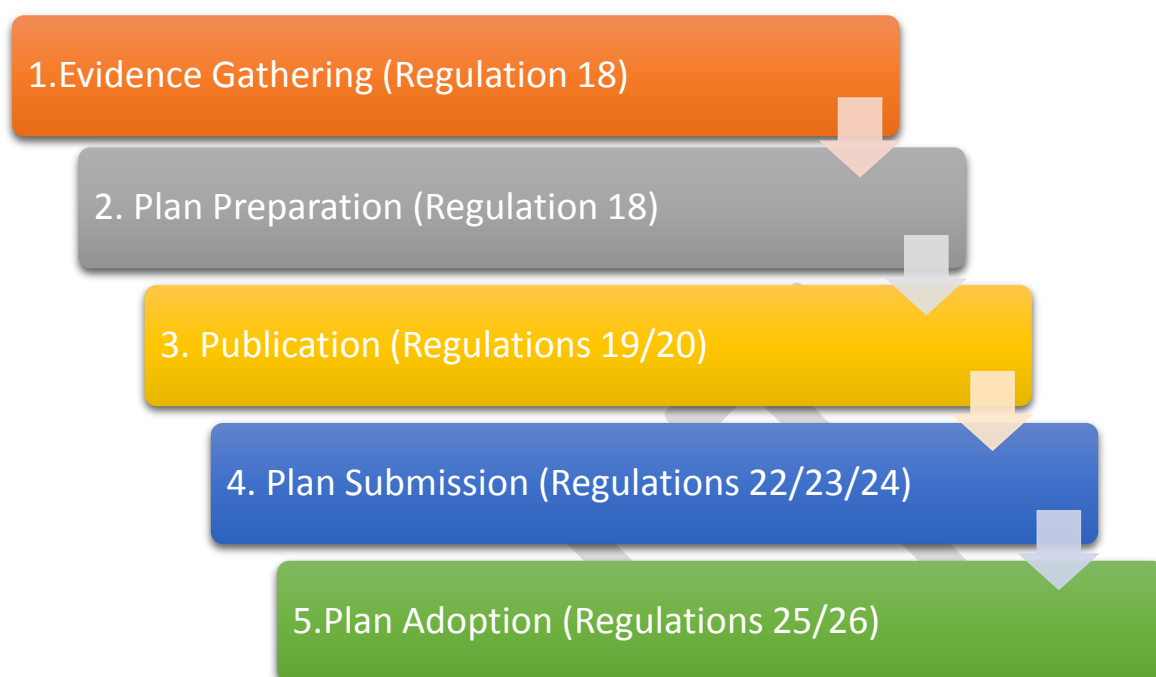 1.Evidence Gathering (Regulation 18)
2. Plan Preparation (Regulation 18)
3. Publication (Regulations 19/20)
4. Plan Submission (Regulations 22/23/24)
5.Plan Adoption (Regulations 25/26)